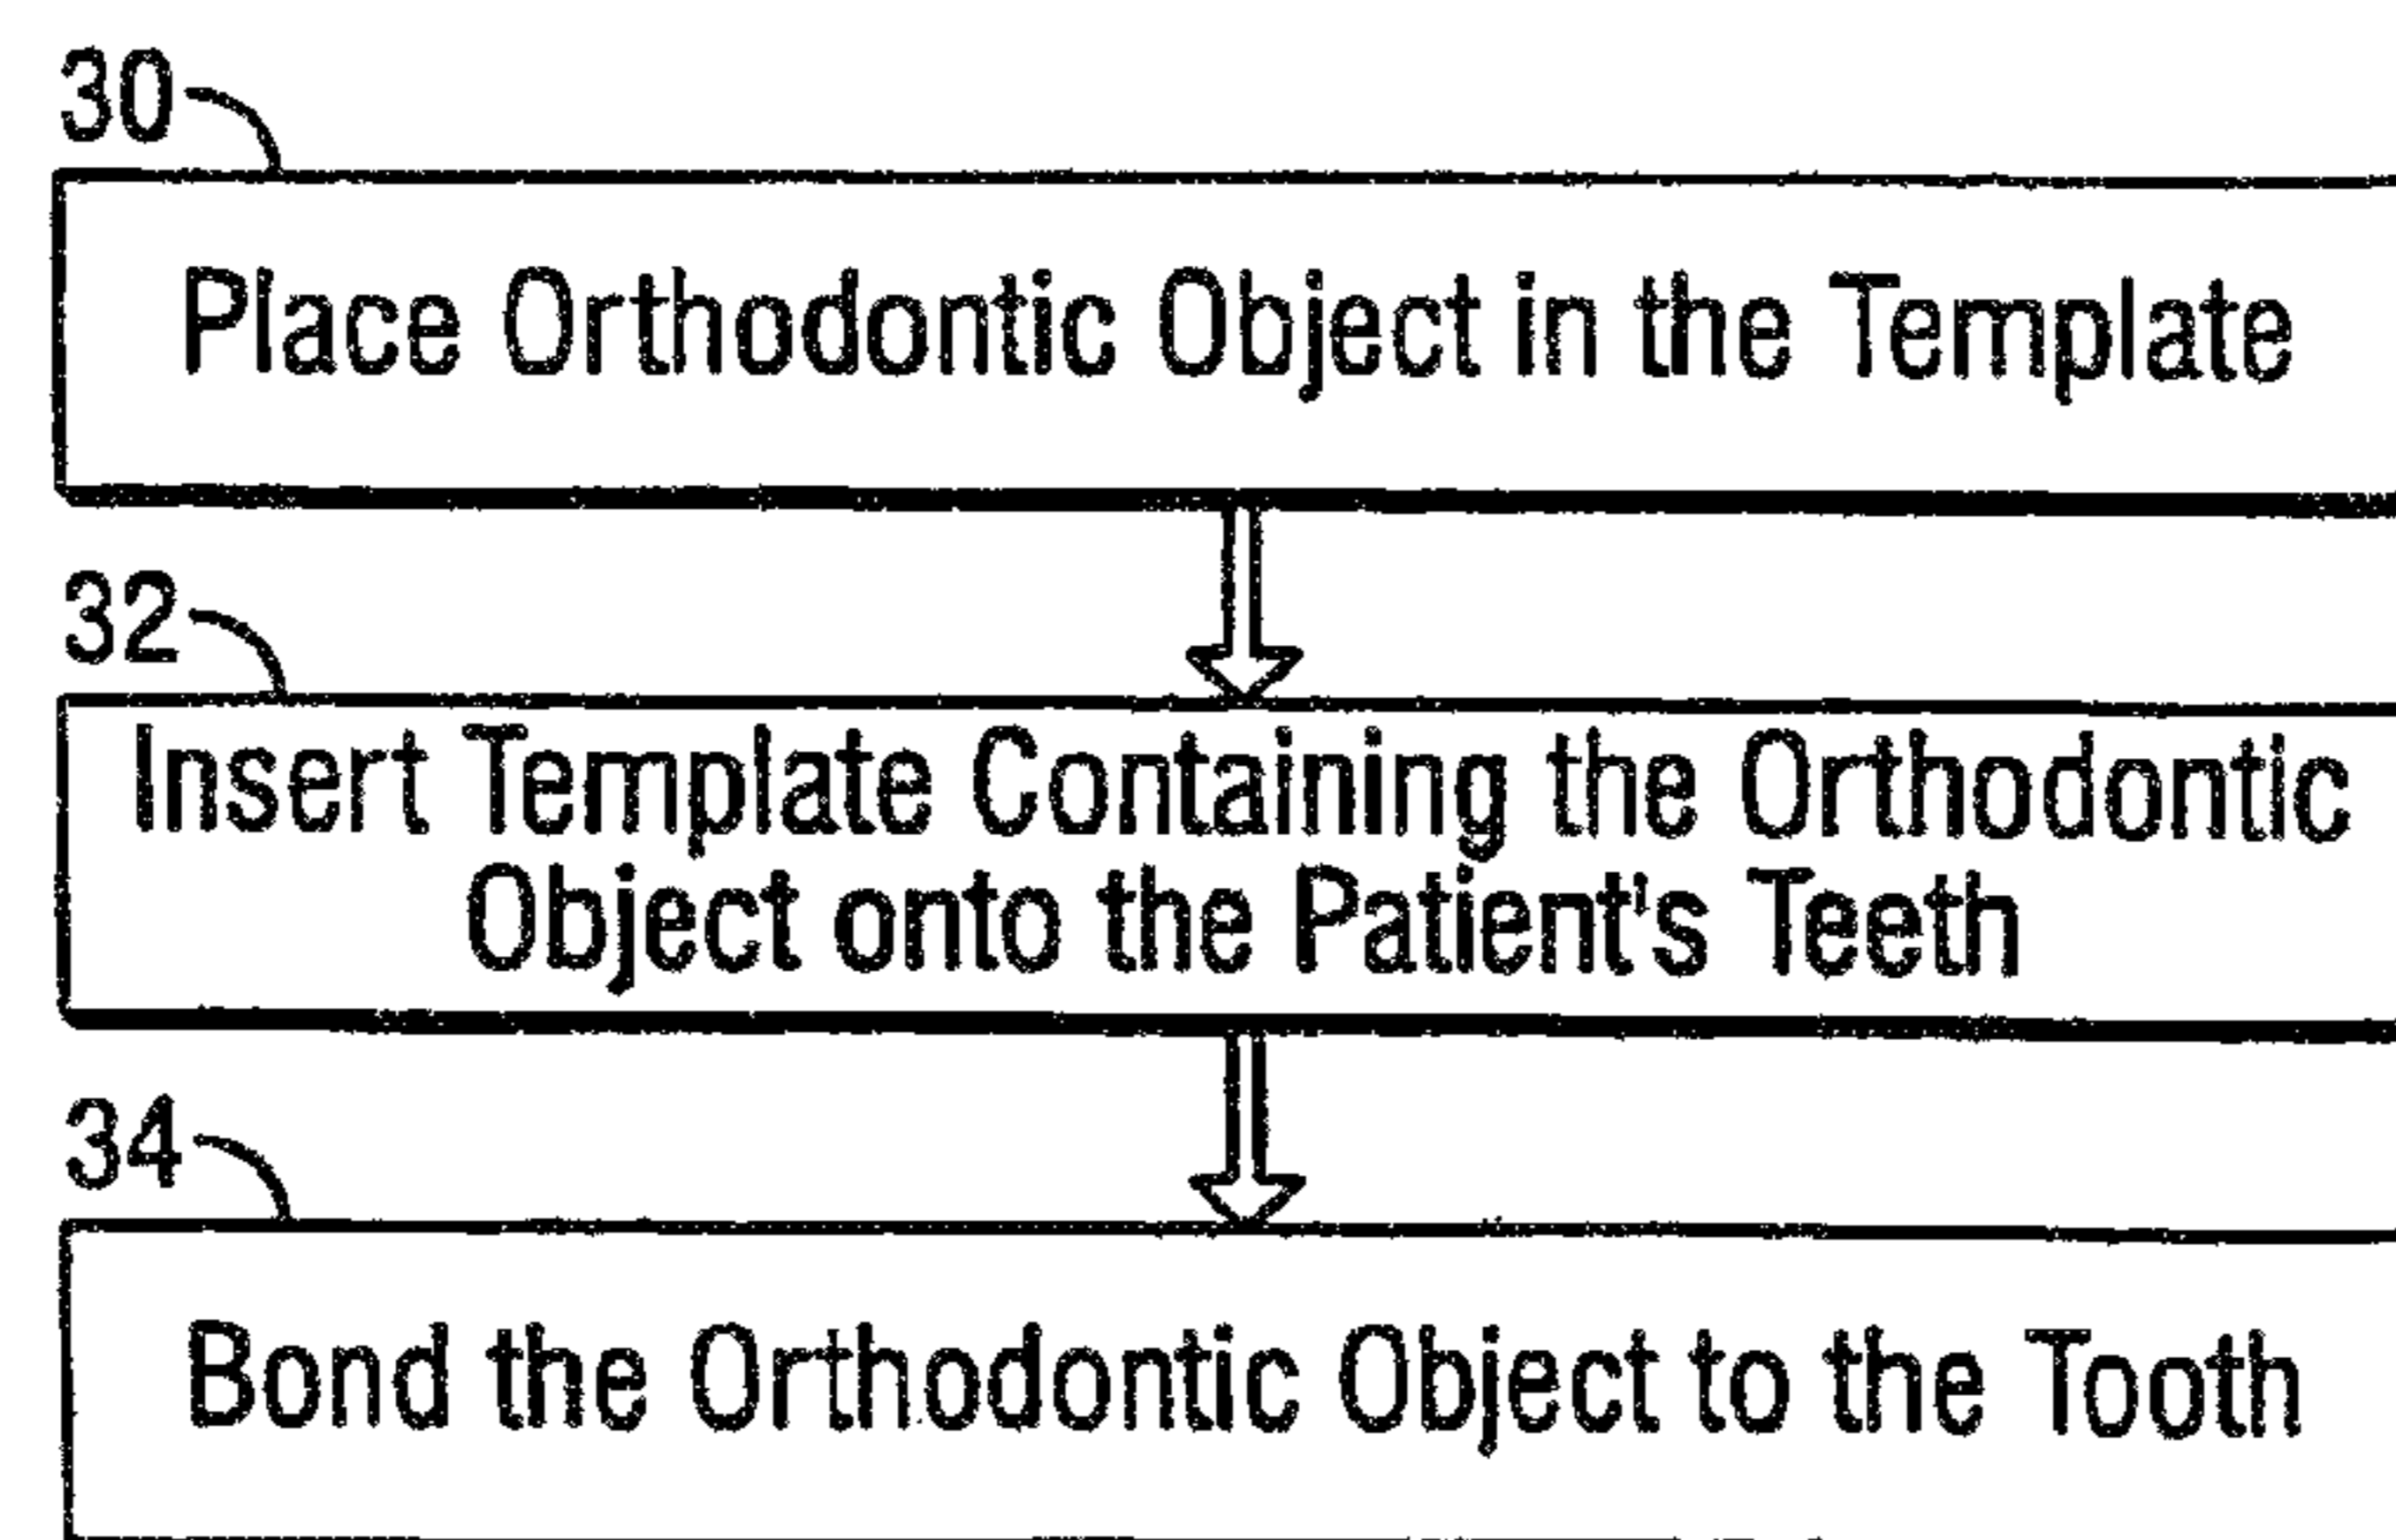 30
Place Orthodontic Object in the Template
32
Insert Template Containing the Orthodontic
Object onto the Patient's Teeth
34
Bond the Orthodontic Object to the Tooth